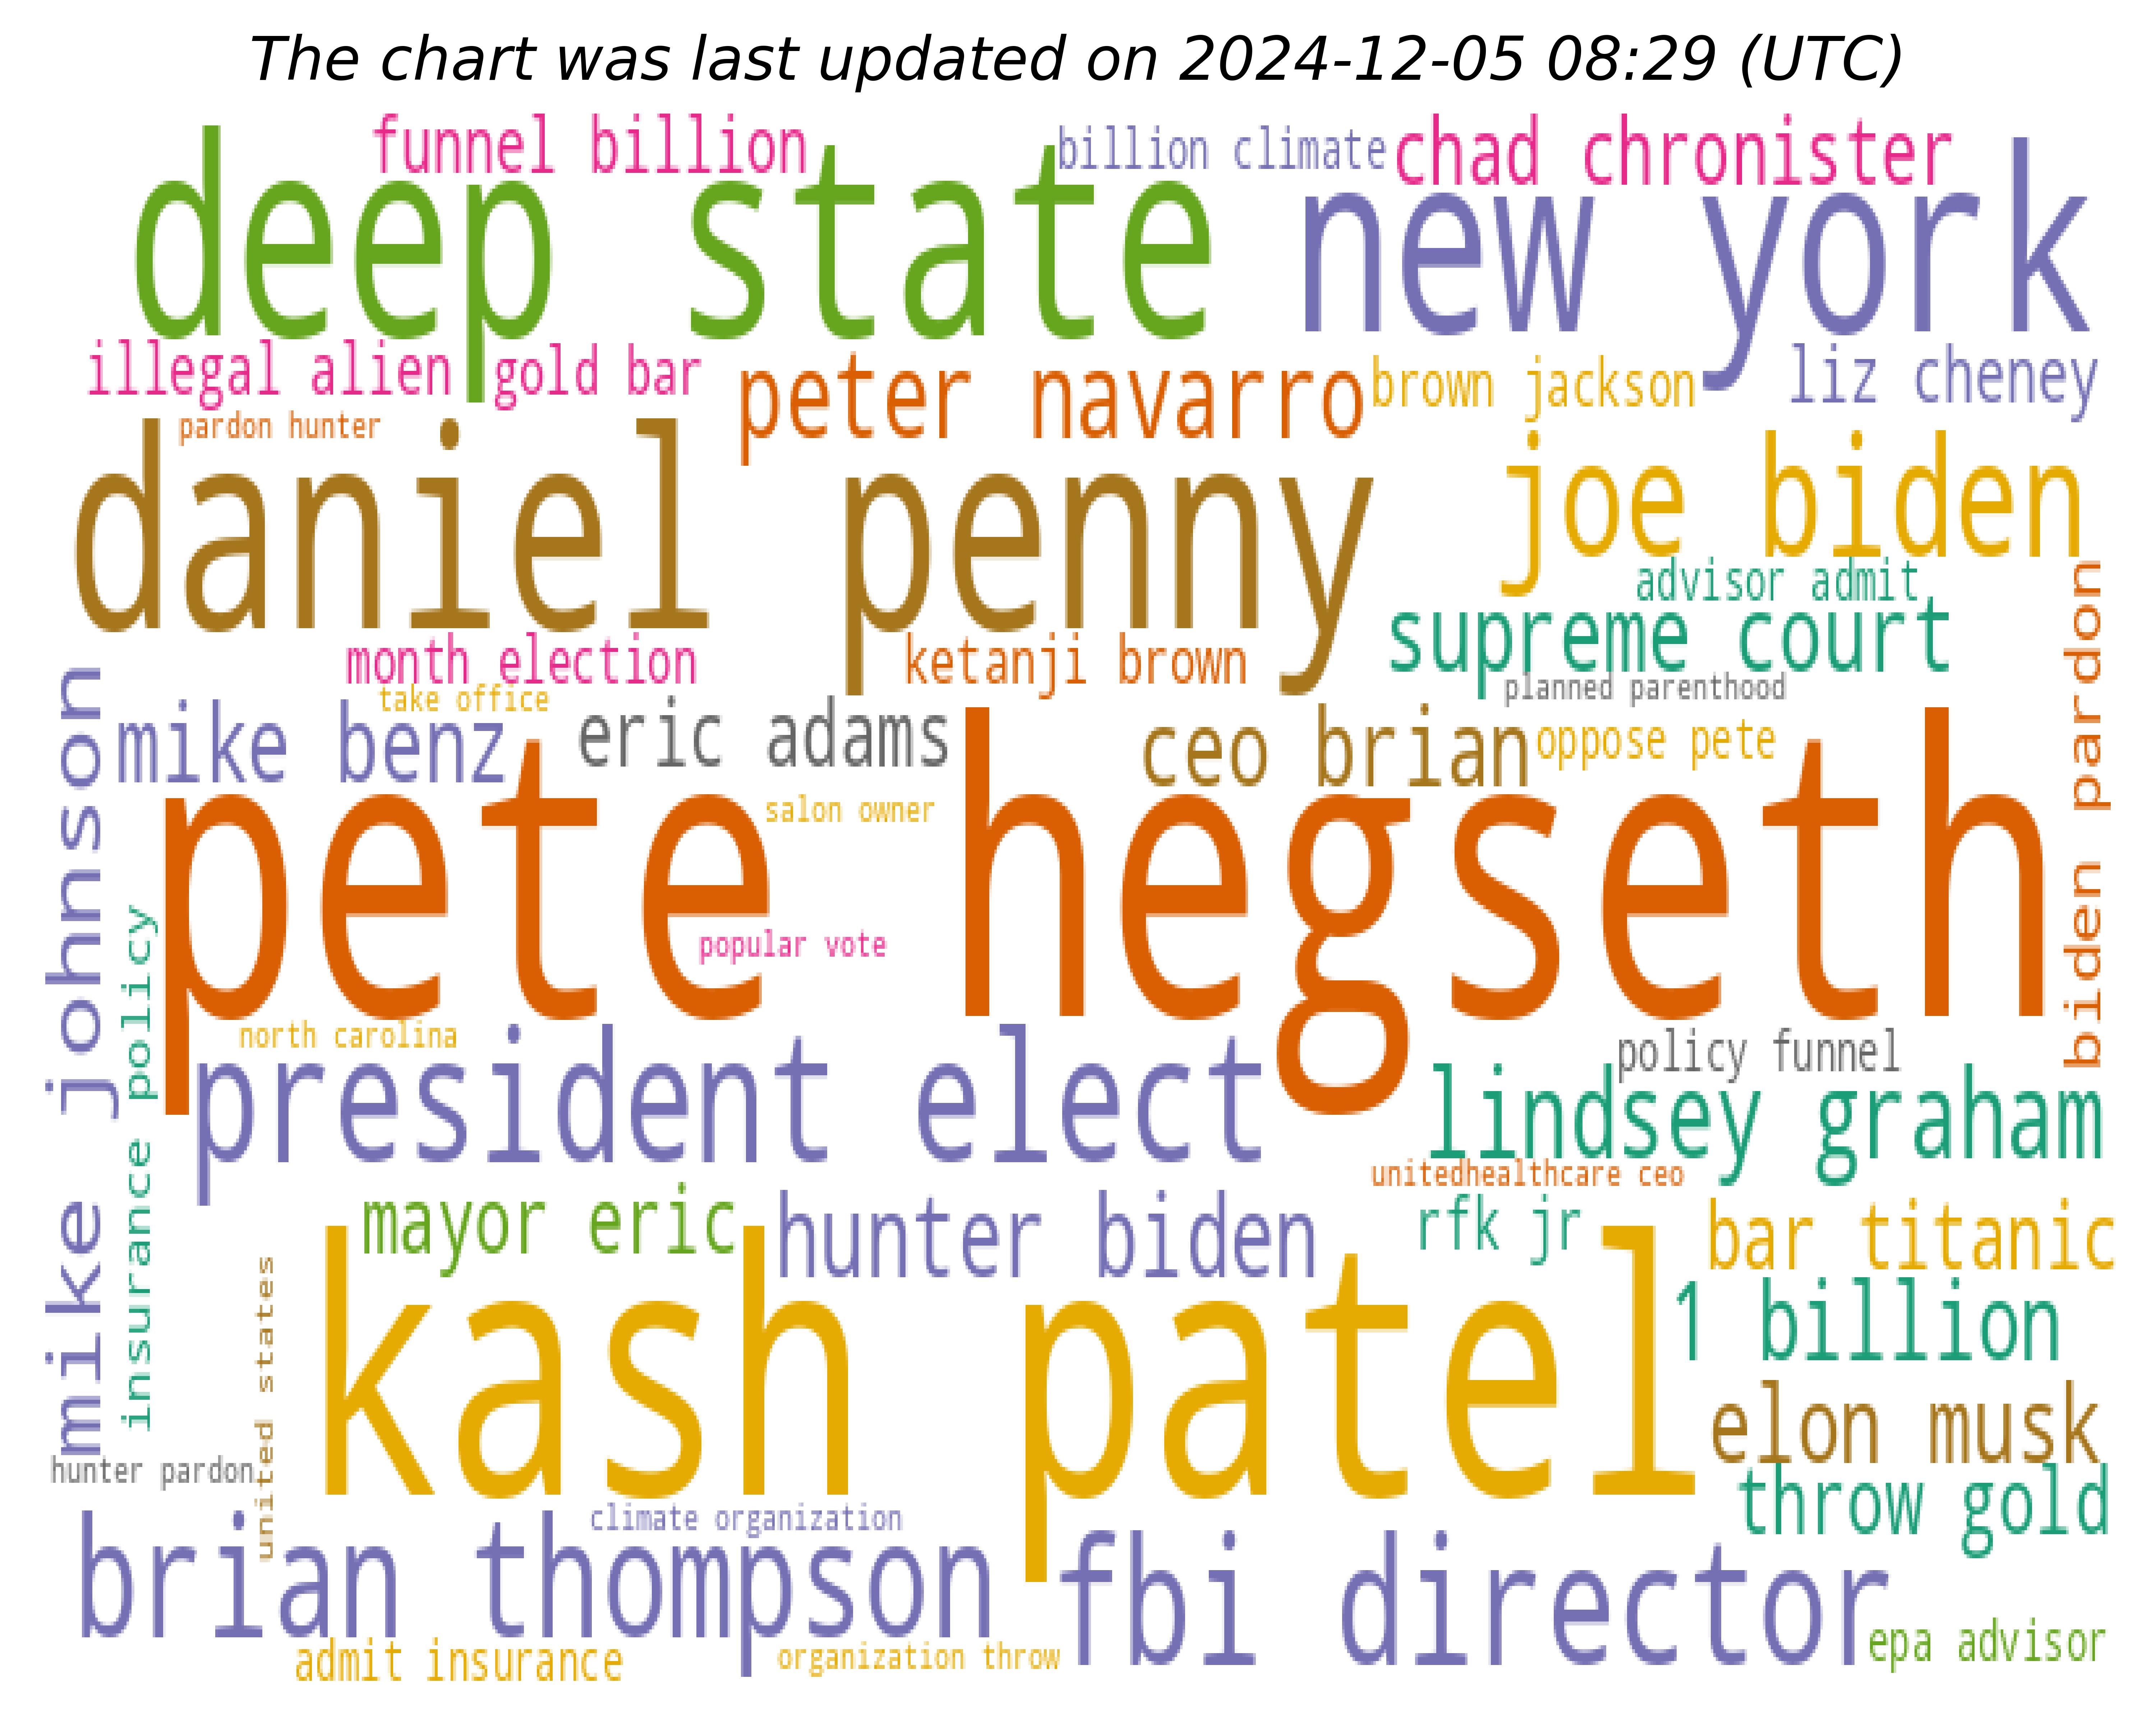 The chart was last updated on 2024-12-05 08:29 (UTC)
funnel billion
billion climate
chad chronister
deep state
new york
illegal alien
gold bar
peter navarro
brown jackson
liz cheney
pardon hunter
daniel penny
joe biden
advisor admit
supreme court
biden pardon
month election
ketanji brown
planned parenthood
take office
mike benz
eric adams
ceo brian
oppose pete
mike johnson
pete hegseth
salon owner
popular vote
insurance policy
north carolina
president elect
policy funnel
lindsey graham
unitedhealthcare ceo
mayor eric
hunter biden
rfk jr
bar titanic
kash patel
1 billion
united states
elon musk
hunter pardon
throw gold
climate organization
brian thompson
fbi director
admit insurance
organization throw
epa advisor